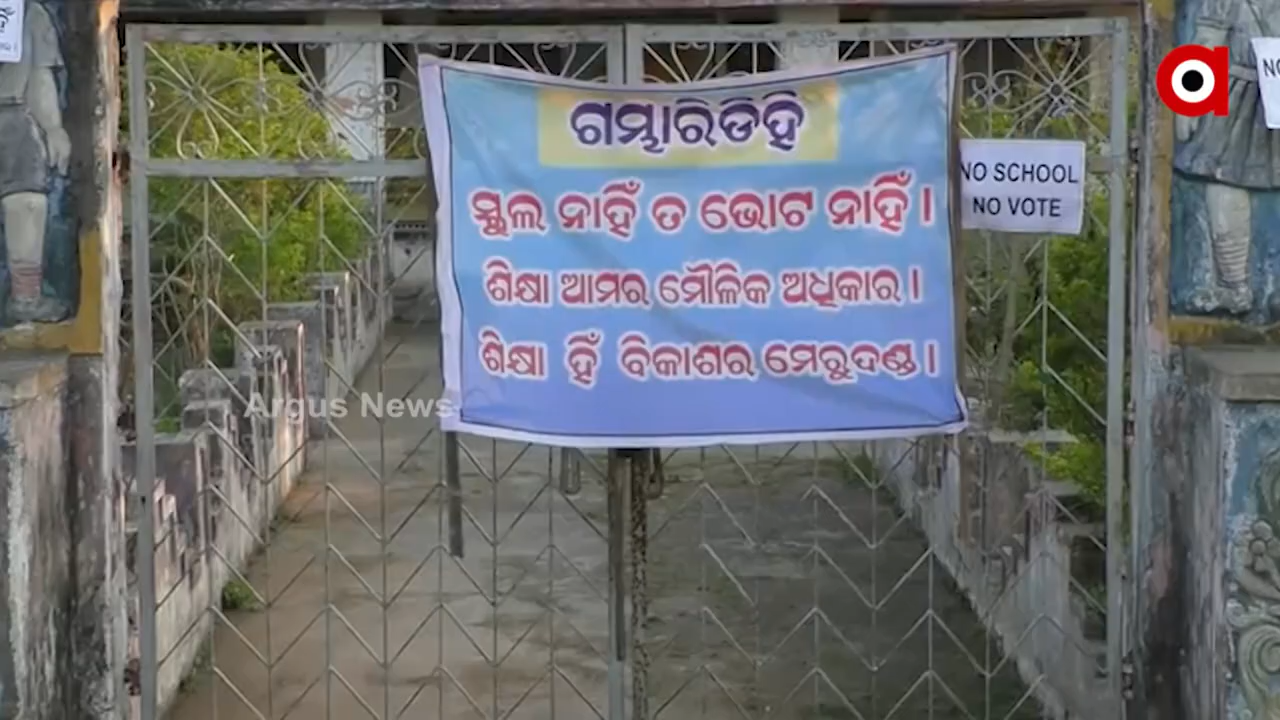 ଗମ୍ଭାରିଡିହି
ସ୍କୁଲ ନାହିଁ ତ ଭୋଟ ନାହିଁ ।
ଶିକ୍ଷା ଆମର ମୌଳିକ ଅଧିକାର ।
ଶିକ୍ଷା ହିଁ ବିକାଶର ମେରୁଦଣ୍ଡ ।
NO SCHOOL
NO VOTE
Argus News